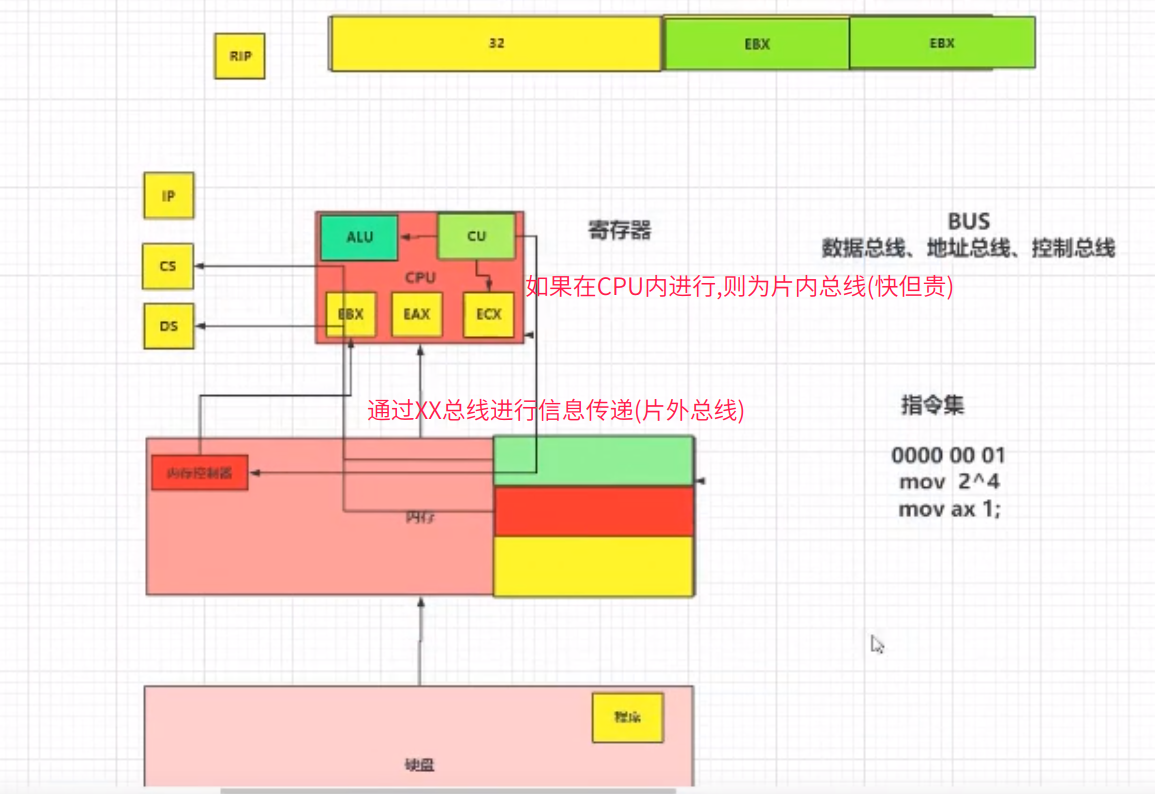 RIP
32
EBX
EBX
IP
ALU
CU
寄存器
BUS
数据总线、地址总线、控制总线
CS
CPU
如果在CPU内进行,则为片内总线(快但贵)
EBX
EAX
ECX
DS
通过XX总线进行信息传递(片外总线)
指令集
0000 00 01
mov 2^4
mov ax 1;
内存控制器
内存
程序
硬盘